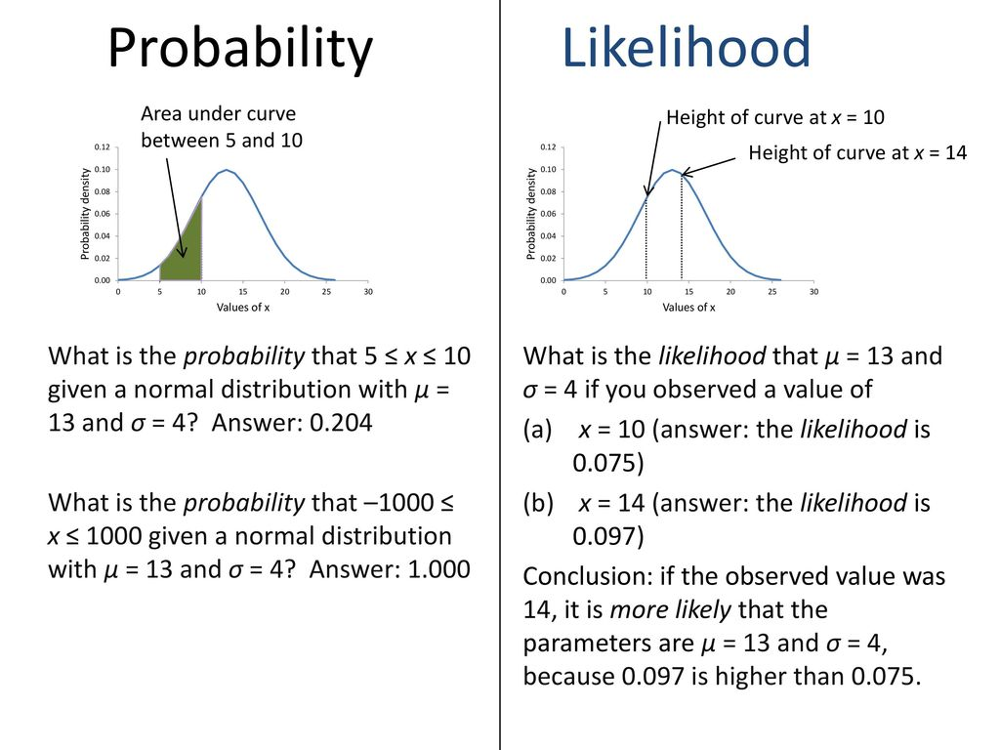 Probability
Area under curve
between 5 and 10
0.12
0.10
0.08
0.06
0.04
0.02
0.00
Probability density
0 5 10 15 20 25 30
Values of x
What is the probability that 5 ≤ x ≤ 10
given a normal distribution with μ =
13 and σ = 4? Answer: 0.204
What is the probability that –1000 ≤
x ≤ 1000 given a normal distribution
with μ = 13 and σ = 4? Answer: 1.000
Likelihood
Height of curve at x = 10
Height of curve at x = 14
0.12
0.10
0.08
0.06
0.04
0.02
0.00
Probability density
0 5 10 15 20 25 30
Values of x
What is the likelihood that μ = 13 and
σ = 4 if you observed a value of
(a) x = 10 (answer: the likelihood is
0.075)
(b) x = 14 (answer: the likelihood is
0.097)
Conclusion: if the observed value was
14, it is more likely that the
parameters are μ = 13 and σ = 4,
because 0.097 is higher than 0.075.